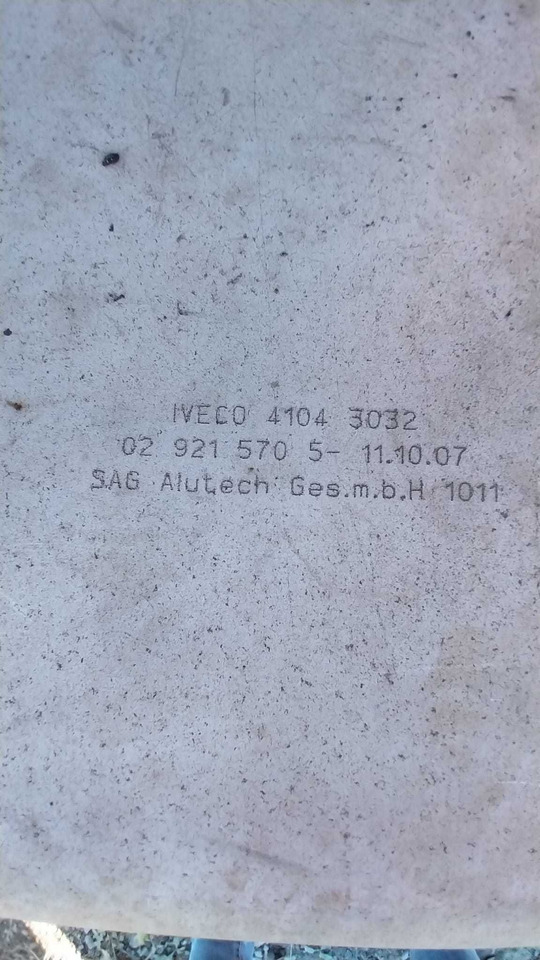 IVECO 4104 3032
02 921 570 5- 11.10.07
SAG Alutech Ges.m.b.H 1011